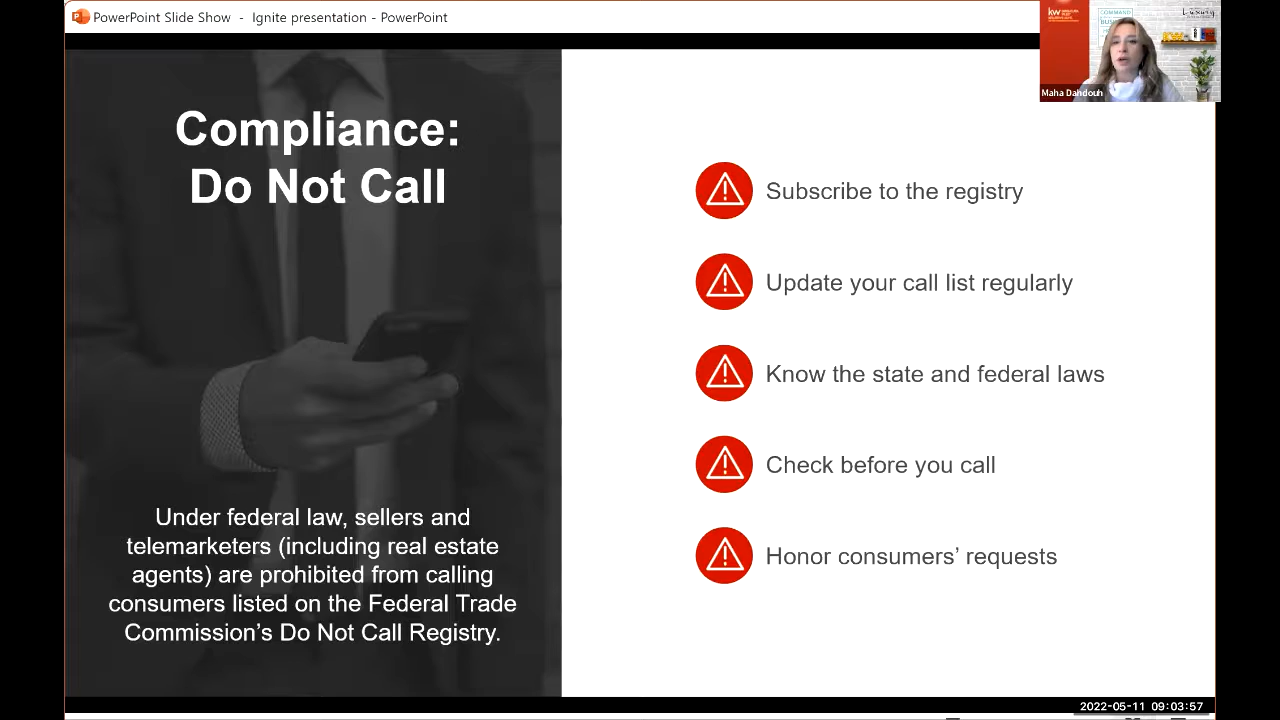 PowerPoint Slide Show - Ignite presentation - PowerPoint
kw
COMMAND
Luxury
Maha Dahdouh
Compliance:
Do Not Call
Under federal law, sellers and
telemarketers (including real estate
agents) are prohibited from calling
consumers listed on the Federal Trade
Commission’s Do Not Call Registry.
Subscribe to the registry
Update your call list regularly
Know the state and federal laws
Check before you call
Honor consumers’ requests
2022-05-11 09:03:57